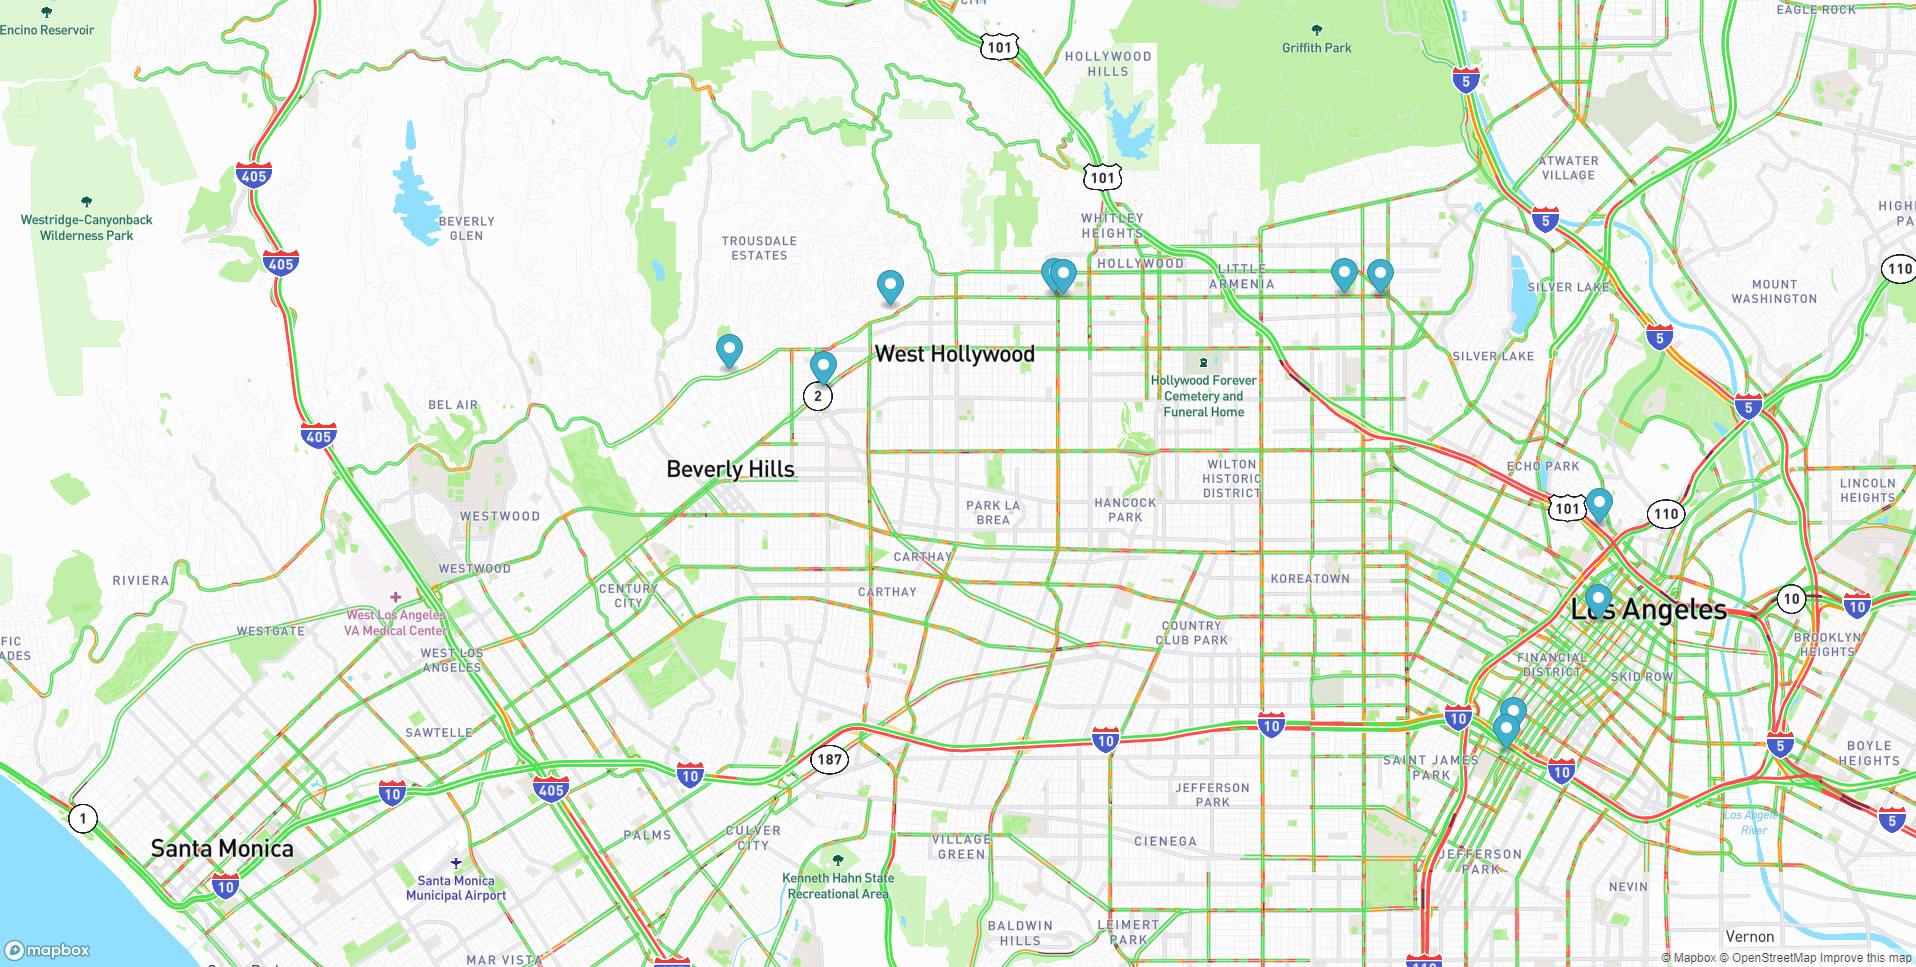 CITY
EAGLE ROCK
Encino Reservoir
101
Griffith Park
HOLLYWOOD
HILLS
5
405
101
ATWATER
VILLAGE
Westridge-Canyonback
Wilderness Park
BEVERLY
GLEN
WHITLEY
HEIGHTS
5
HIGH
PA
TROUSDALE
ESTATES
405
HOLLYWOOD
LITTLE
ARMENIA
110
SILVER LAKE
MOUNT
WASHINGTON
5
West Hollywood
SILVER LAKE
Hollywood Forever
Cemetery and
Funeral Home
2
BEL AIR
5
405
Beverly Hills
WILTON
HISTORIC
DISTRICT
ECHO PARK
LINCOLN
HEIGHTS
PARK LA
BREA
HANCOCK
PARK
101
110
WESTWOOD
CARTHAY
WESTWOOD
RIVIERA
KOREATOWN
CENTURY
CITY
CARTHAY
10
10
West Los Angeles
VA Medical Center
Los Angeles
WESTGATE
COUNTRY
CLUB PARK
BROOKLYN
HEIGHTS
FIC
ADES
WEST LOS
ANGELES
FINANCIAL
DISTRICT
SKID ROW
SAWTELLE
10
10
10
5
187
BOYLE
HEIGHTS
SAINT JAMES
PARK
10
10
405
10
JEFFERSON
PARK
1
5
Los Angeles
River
PALMS
CULVER
CITY
VILLAGE
GREEN
CIENEGA
Santa Monica
JEFFERSON
PARK
Santa Monica
Municipal Airport
Kenneth Hahn State
Recreational Area
10
NEVIN
BALDWIN
HILLS
LEIMERT
PARK
Vernon
mapbox
MAR VISTA
© Mapbox © OpenStreetMap Improve this map